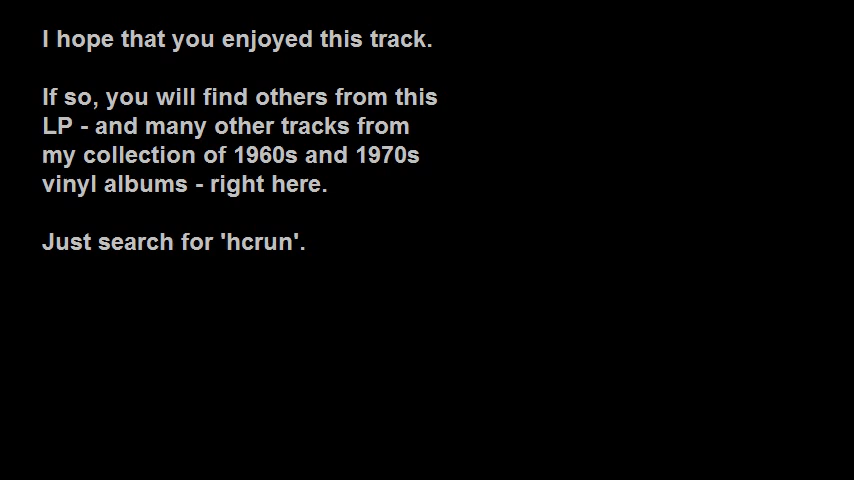 I hope that you enjoyed this track.
If so, you will find others from this
LP - and many other tracks from
my collection of 1960s and 1970s
vinyl albums - right here.
Just search for 'hcrun'.